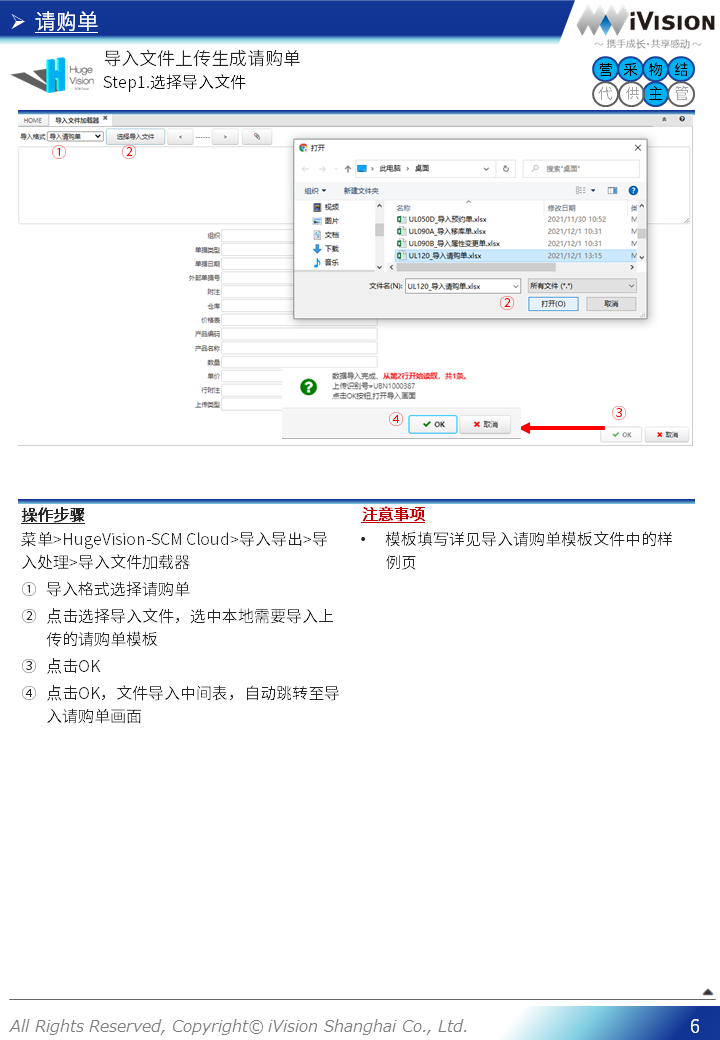 请购单
iVISION
～ 携手成长·共享感动 ～
Huge
Vision
导入文件上传生成请购单
Step1.选择导入文件
营 采 物 结
代 供 主 管
HOME 导入文件加载器
导入格式 导入请购单 选择导入文件 < ------ >
① ②
打开
此电脑 › 桌面 搜索"桌面"
组织 新建文件夹
名称 修改日期
视频 UL050D_导入预约单.xlsx 2021/11/30 10:52
图片 UL090A_导入移库单.xlsx 2021/12/1 10:31
文档 UL090B_导入属性变更单.xlsx 2021/12/1 10:31
下载 UL120_导入请购单.xlsx 2021/12/1 13:15
音乐
文件名(N): UL120_导入请购单.xlsx 所有文件 (*.*)
② 打开(O) 取消
组织
单据类型
单据日期
外部单据号
附注
仓库
价格表
产品编码
产品名称
数量
单价
行附注
上传类型
数据导入完成，从第2行开始读取，共1条。
上传识别号=UBN1000387
点击OK按钮,打开导入画面
④ OK 取消
③
OK 取消
操作步骤
菜单>HugeVision-SCM Cloud>导入导出>导
入处理>导入文件加载器
① 导入格式选择请购单
② 点击选择导入文件，选中本地需要导入上
传的请购单模板
③ 点击OK
④ 点击OK，文件导入中间表，自动跳转至导
入请购单画面
注意事项
• 模板填写详见导入请购单模板文件中的样
例页
All Rights Reserved, Copyright© iVision Shanghai Co., Ltd.
6